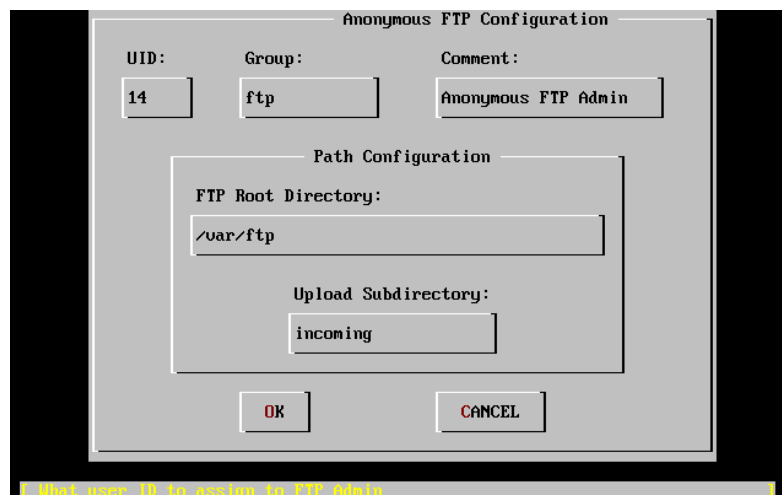 Anonymous FTP Configuration
UID: Group: Comment:
14 ftp Anonymous FTP Admin
Path Configuration
FTP Root Directory:
/var/ftp
Upload Subdirectory:
incoming
OK CANCEL
[ What user ID to assign to FTP Admin ]